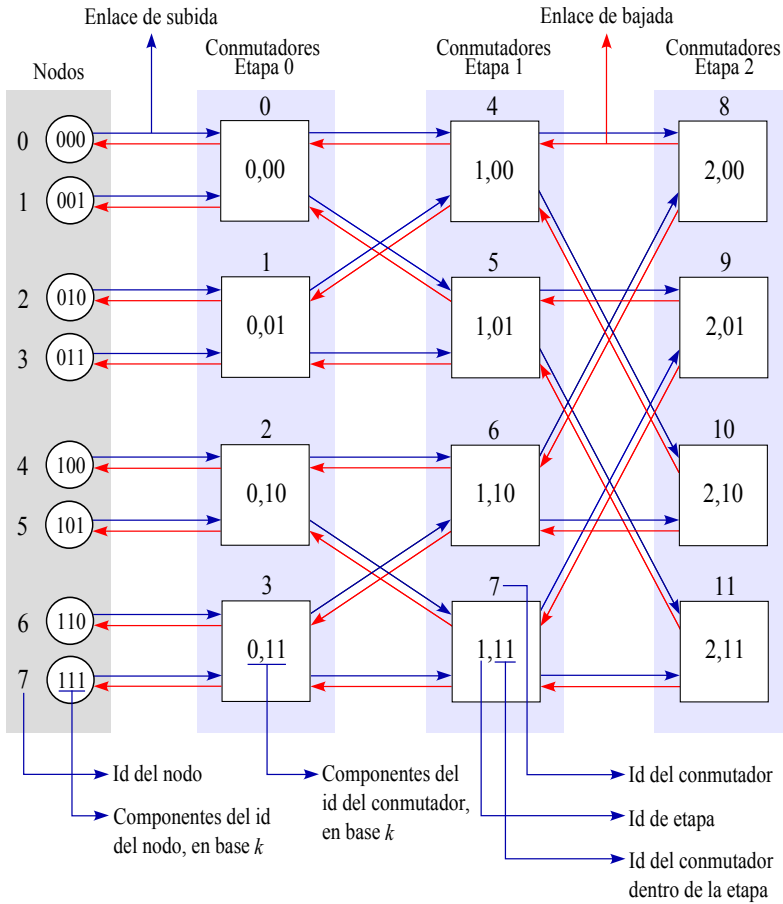 Enlace de subida
Enlace de bajada
Nodos
Conmutadores
Etapa 0
Conmutadores
Etapa 1
Conmutadores
Etapa 2
0
4
8
0
000
0,00
1,00
2,00
1
001
1
5
9
2
010
0,01
1,01
2,01
3
011
2
6
10
4
100
0,10
1,10
2,10
5
101
3
7
11
6
110
0,11
1,11
2,11
7
111
Id del nodo
Componentes del id
del nodo, en base k
Componentes del
id del conmutador,
en base k
Id del conmutador
Id de etapa
Id del conmutador
dentro de la etapa